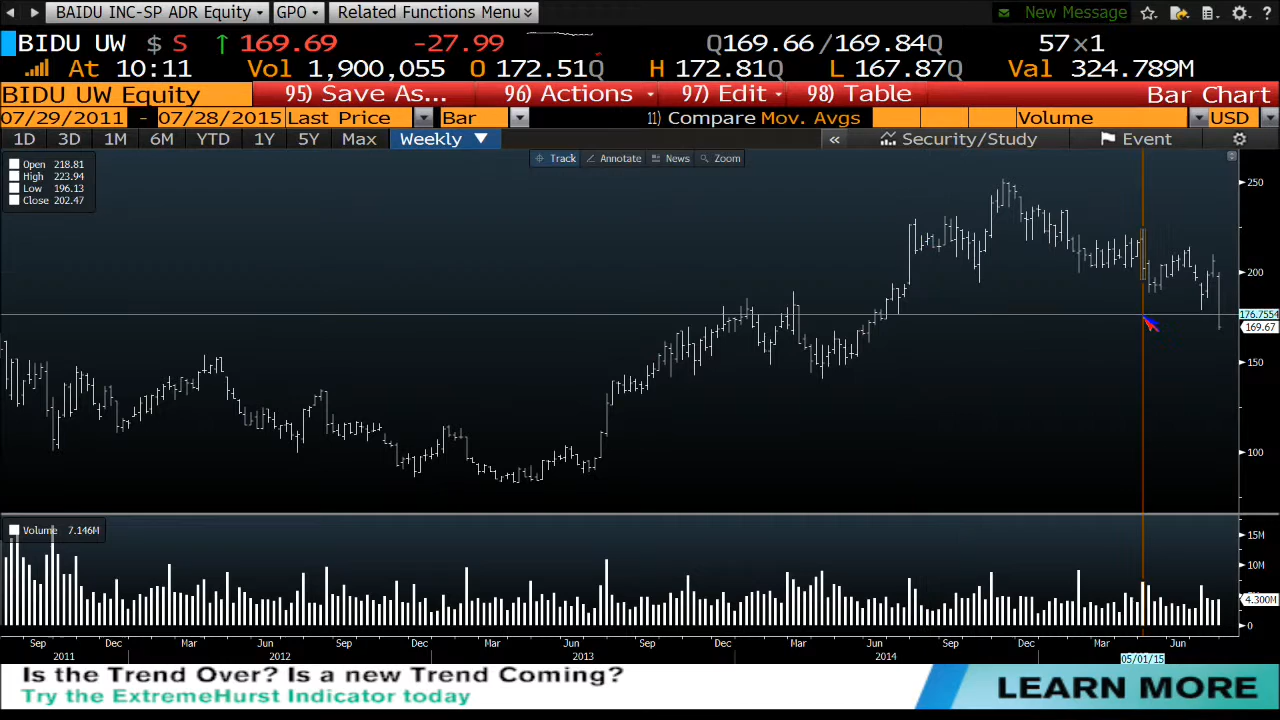 BAIDU INC-SP ADR Equity GPO Related Functions Menu New Message
BIDU UW $ S ↑ 169.69 -27.99 Q169.66 / 169.84Q 57x1
At 10:11 Vol 1,900,055 O 172.51Q H 172.81Q L 167.87Q Val 324.789M
BIDU UW Equity 95) Save As... 96) Actions 97) Edit 98) Table Bar Chart
07/29/2011 - 07/28/2015 Last Price Bar 11) Compare Mov. Avgs Volume USD
1D 3D 1M 6M YTD 1Y 5Y Max Weekly ▼ « Security/Study Event
Track Annotate News Zoom
Open 218.81
High 223.94
Low 196.13
Close 202.47
250
200
176.7554
169.67
150
100
Volume 7.146M
15M
10M
4.300M
0
Sep Dec Mar Jun Sep Dec Mar Jun Sep Dec Mar Jun Sep Dec Mar Jun
2011 2012 2013 2014 05/01/15
Is the Trend Over? Is a new Trend Coming?
Try the ExtremeHurst Indicator today
LEARN MORE